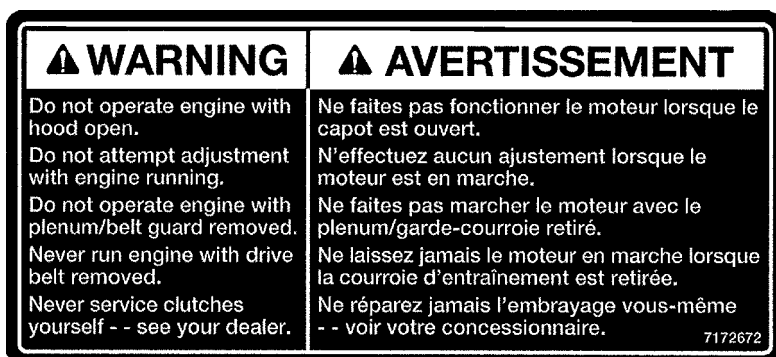 WARNING
Do not operate engine with
hood open.
Do not attempt adjustment
with engine running.
Do not operate engine with
plenum/belt guard removed.
Never run engine with drive
belt removed.
Never service clutches
yourself - - see your dealer.
AVERTISSEMENT
Ne faites pas fonctionner le moteur lorsque le
capot est ouvert.
N'effectuez aucun ajustement lorsque le
moteur est en marche.
Ne faites pas marcher le moteur avec le
plenum/garde-courroie retiré.
Ne laissez jamais le moteur en marche lorsque
la courroie d'entraînement est retirée.
Ne réparez jamais l'embrayage vous-même
- - voir votre concessionnaire.
7172672